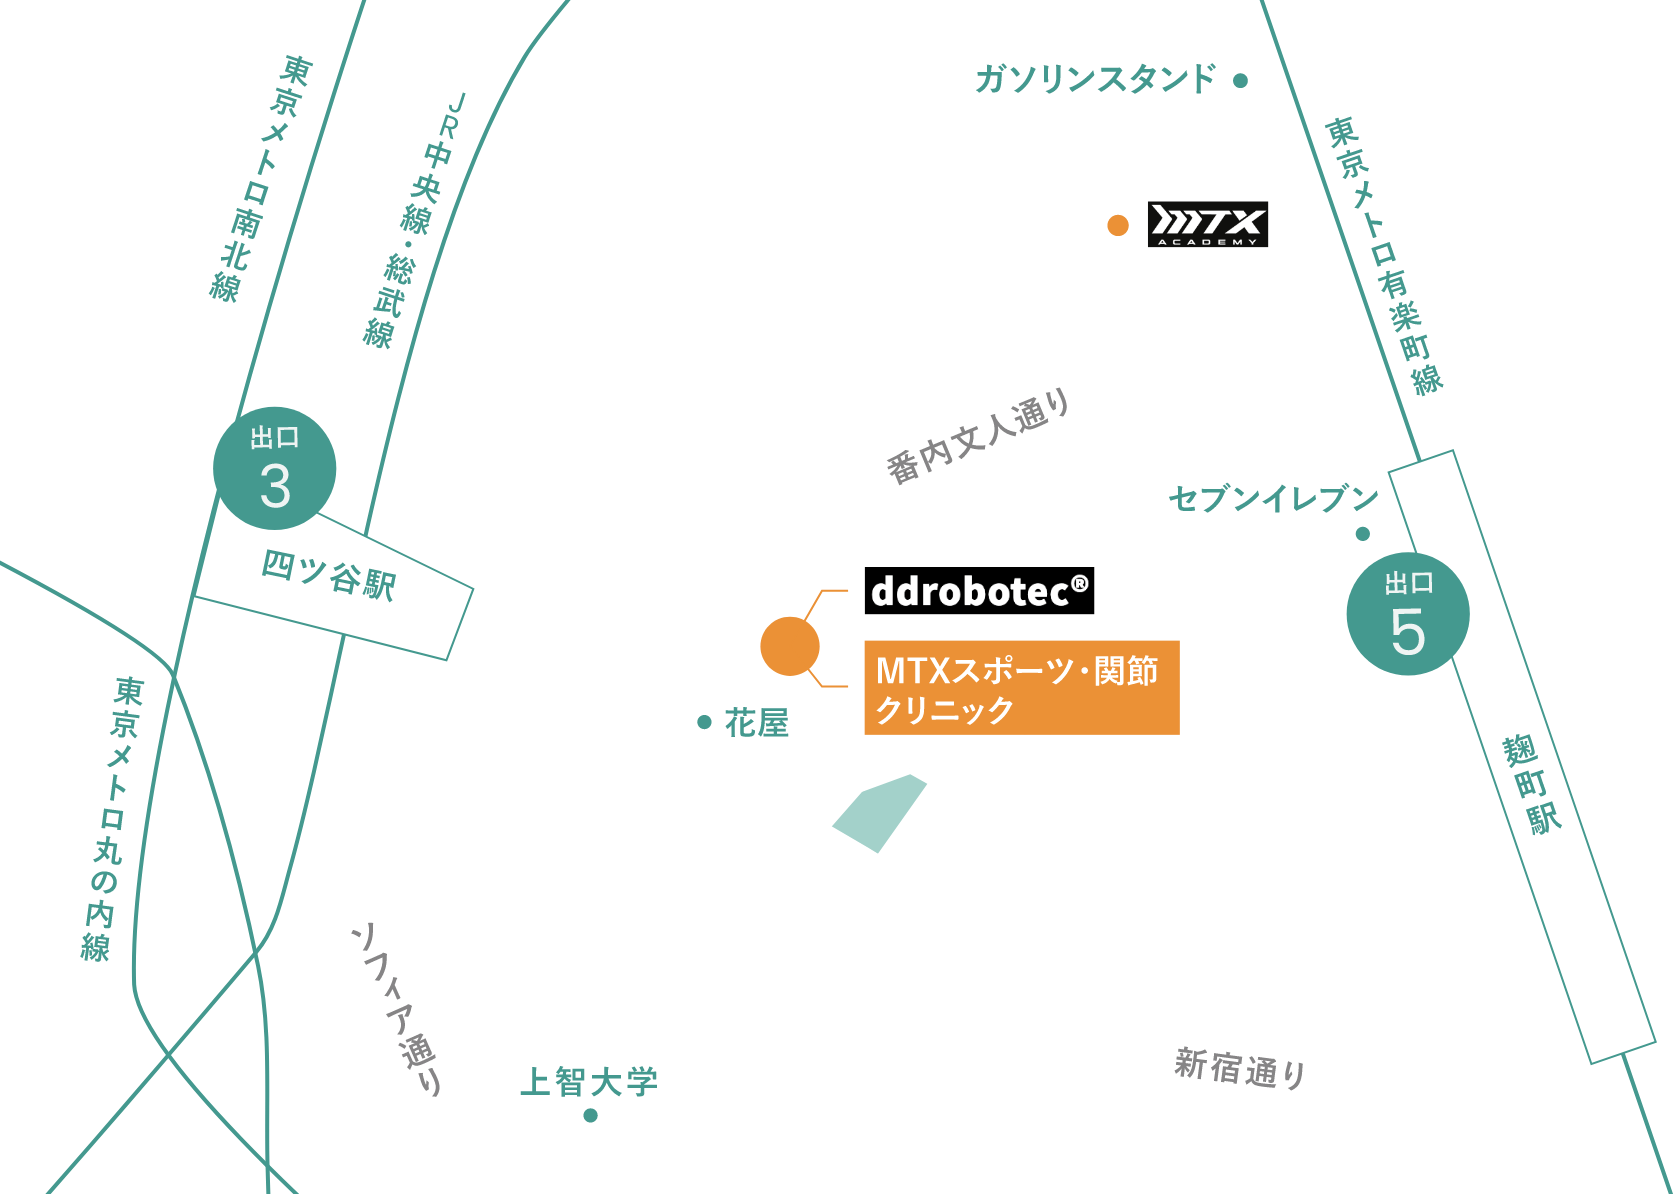 東京メトロ南北線
JR中央線・総武線
ガソリンスタンド
東京メトロ有楽町線
MTX
ACADEMY
番内文人通り
出口
3
四ツ谷駅
セブンイレブン
出口
5
ddrobotec®
MTXスポーツ・関節
クリニック
花屋
東京メトロ丸の内線
麹町駅
ソフィア通り
上智大学
新宿通り